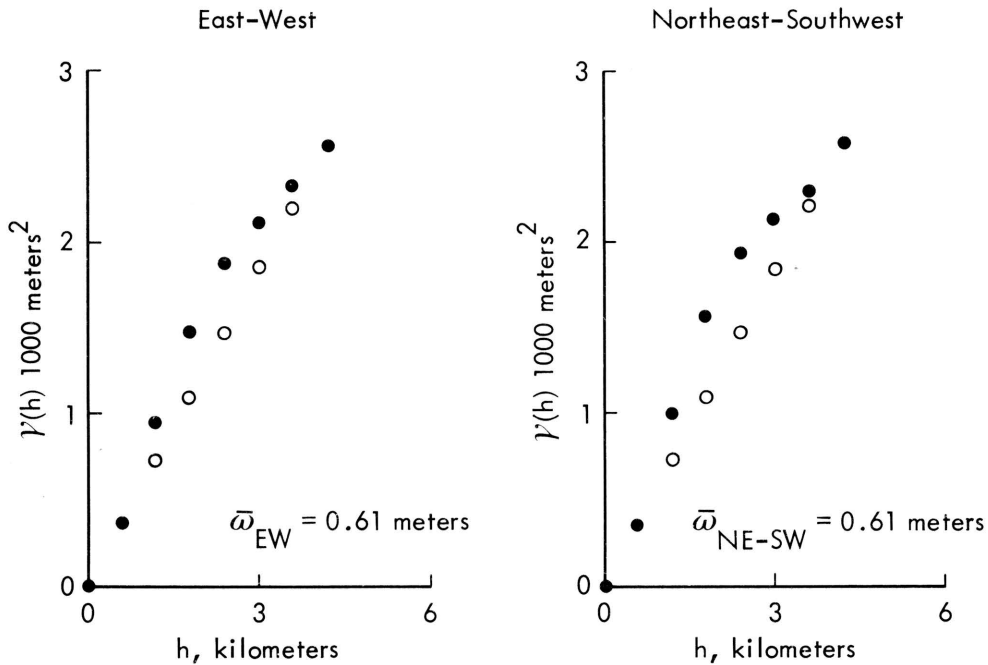 East-West
3
2
1
0
γ(h) 1000 meters²
ω̅EW = 0.61 meters
0 3 6
h, kilometers
Northeast-Southwest
3
2
1
0
γ(h) 1000 meters²
ω̅NE-SW = 0.61 meters
0 3 6
h, kilometers